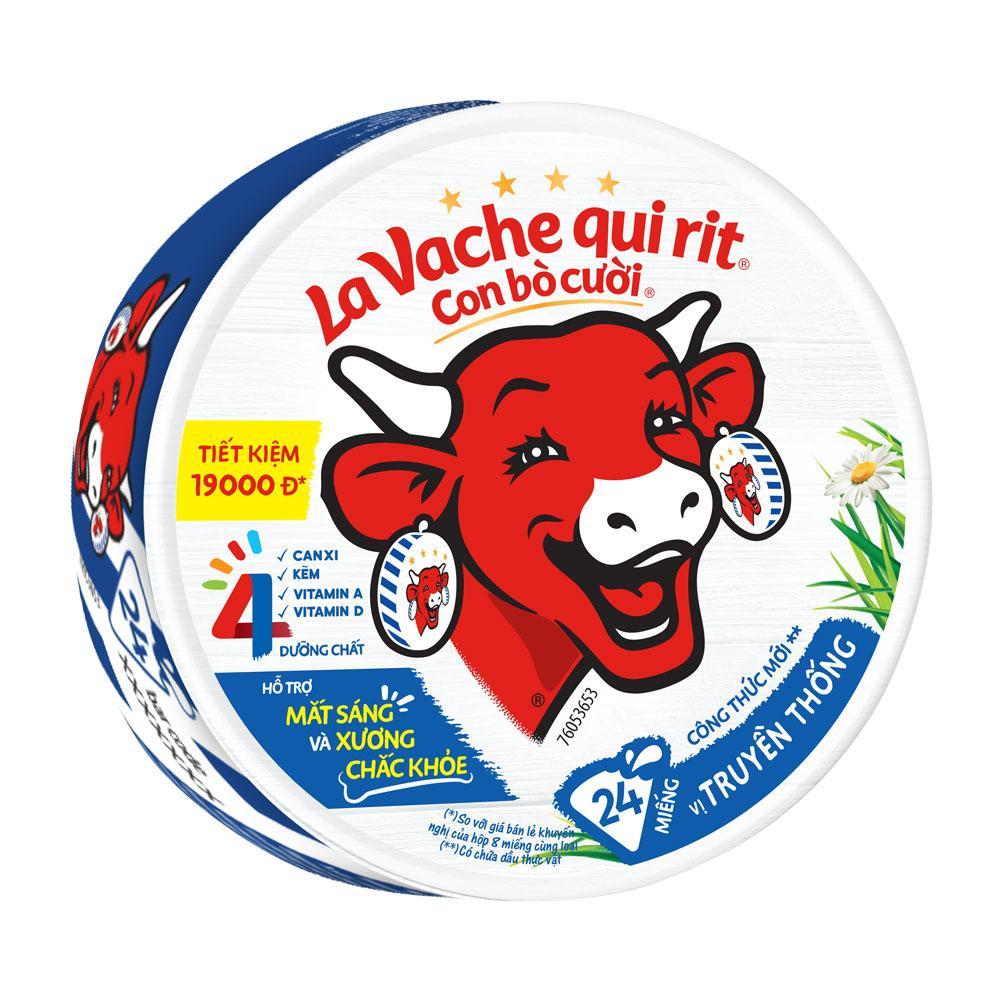 La Vache qui rit®
Con bò cười®
TIẾT KIỆM
19000 Đ*
4
✓ CANXI
✓ KẼM
✓ VITAMIN A
✓ VITAMIN D
DƯỠNG CHẤT
HỖ TRỢ
MẮT SÁNG
VÀ XƯƠNG
CHẮC KHỎE
®
76053653
CÔNG THỨC MỚI**
VỊ TRUYỀN THỐNG
24
MIẾNG
(*)So với giá bán lẻ khuyến
nghị của hộp 8 miếng cùng loại
(**)Có chứa dầu thực vật
24